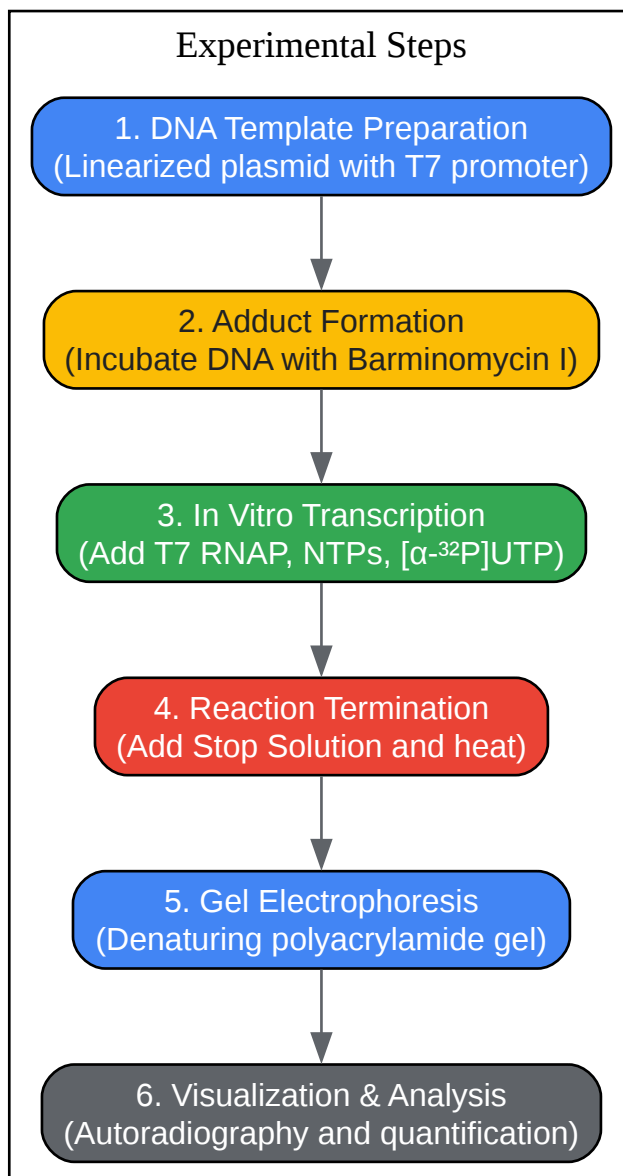 Experimental Steps
1. DNA Template Preparation
(Linearized plasmid with T7 promoter)
2. Adduct Formation
(Incubate DNA with Barminomycin I)
3. In Vitro Transcription
(Add T7 RNAP, NTPs, [α-³²P]UTP)
4. Reaction Termination
(Add Stop Solution and heat)
5. Gel Electrophoresis
(Denaturing polyacrylamide gel)
6. Visualization & Analysis
(Autoradiography and quantification)